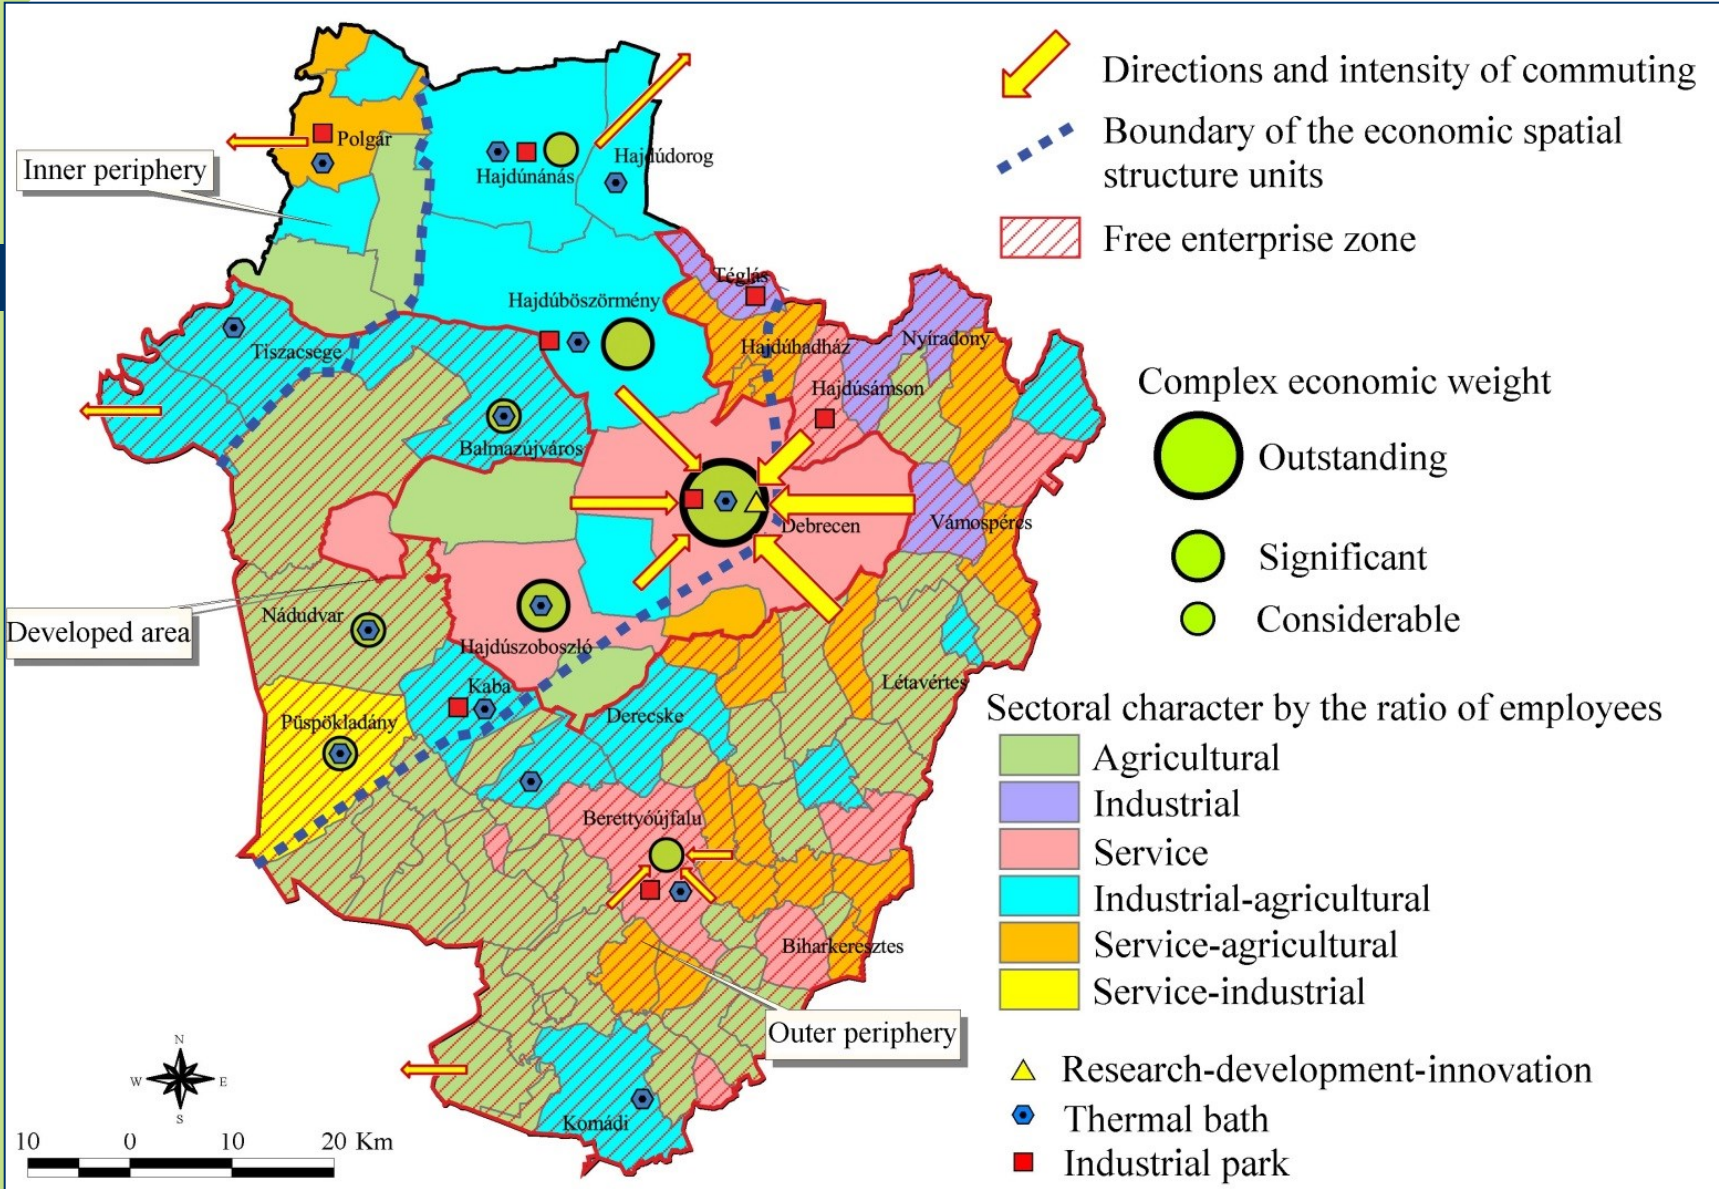 Directions and intensity of commuting
Boundary of the economic spatial
structure units
Free enterprise zone
Complex economic weight
Outstanding
Significant
Considerable
Sectoral character by the ratio of employees
Agricultural
Industrial
Service
Industrial-agricultural
Service-agricultural
Service-industrial
Research-development-innovation
Thermal bath
Industrial park
Polgár
Inner periphery
Hajdúnánás
Hajdúdorog
Téglás
Hajdúböszörmény
Tiszacsege
Hajdúhadház
Nyíradony
Hajdúsámson
Balmazújváros
Debrecen
Vámospércs
Nádudvar
Developed area
Hajdúszoboszló
Kaba
Létavértes
Püspökladány
Derecske
Berettyóújfalu
Biharkeresztes
Outer periphery
Komádi
N
W
E
S
10 0 10 20 Km